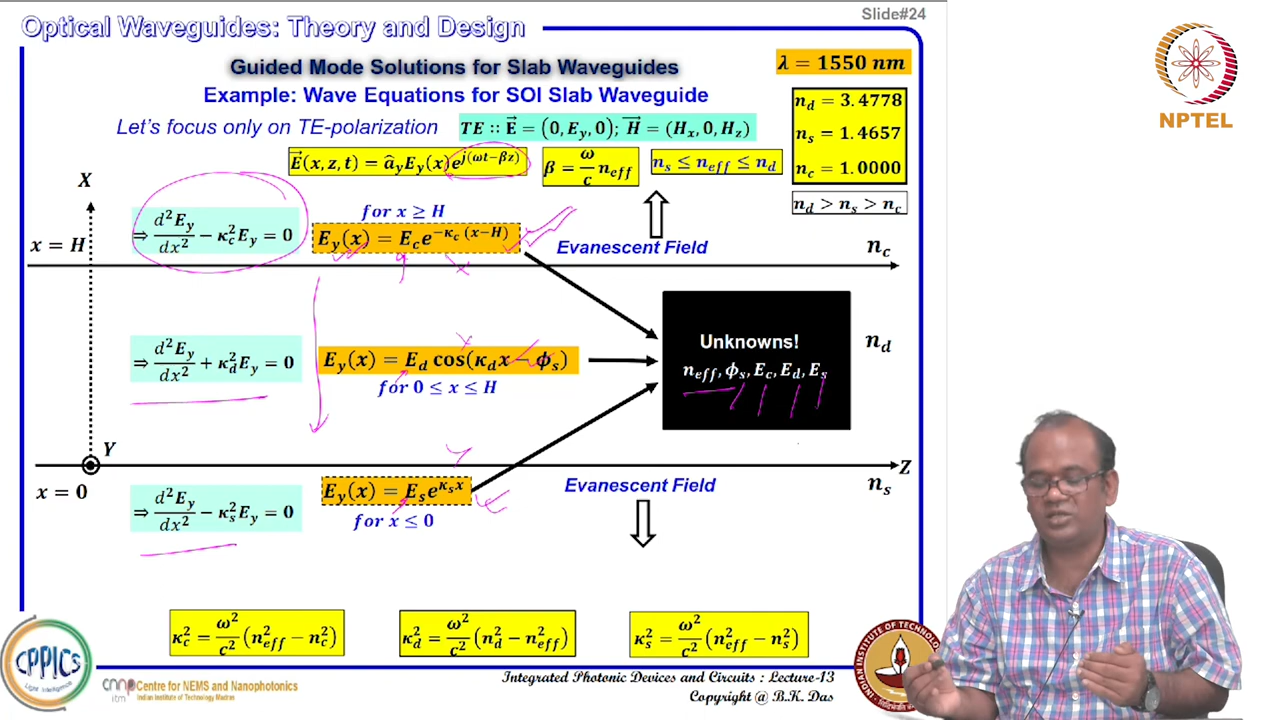 Slide#24
Optical Waveguides: Theory and Design
Guided Mode Solutions for Slab Waveguides
λ = 1550 nm
Example: Wave Equations for SOI Slab Waveguide
n_d = 3.4778
n_s = 1.4657
n_c = 1.0000
NPTEL
Let's focus only on TE-polarization
TE :: E⃗ = (0, E_y, 0); H⃗ = (H_x, 0, H_z)
E⃗(x, z, t) = â_y E_y(x) e^{j(ωt−βz)}
β = ω/c n_eff
n_s ≤ n_eff ≤ n_d
n_d > n_s > n_c
X
for x ≥ H
⇒ d²E_y/dx² − κ_c² E_y = 0
E_y(x) = E_c e^{−κ_c (x−H)}
x = H
Evanescent Field
n_c
Unknowns!
n_eff, ϕ_s, E_c, E_d, E_s
n_d
⇒ d²E_y/dx² + κ_d² E_y = 0
E_y(x) = E_d cos(κ_d x − ϕ_s)
for 0 ≤ x ≤ H
Y
Z
x = 0
⇒ d²E_y/dx² − κ_s² E_y = 0
E_y(x) = E_s e^{κ_s x}
for x ≤ 0
Evanescent Field
n_s
κ_c² = ω²/c² (n_eff² − n_c²)
κ_d² = ω²/c² (n_d² − n_eff²)
κ_s² = ω²/c² (n_eff² − n_s²)
CPPICS
Light Intelligence
Centre for NEMS and Nanophotonics
Indian Institute of Technology Madras
Integrated Photonic Devices and Circuits : Lecture-13
Copyright @ B.K. Das